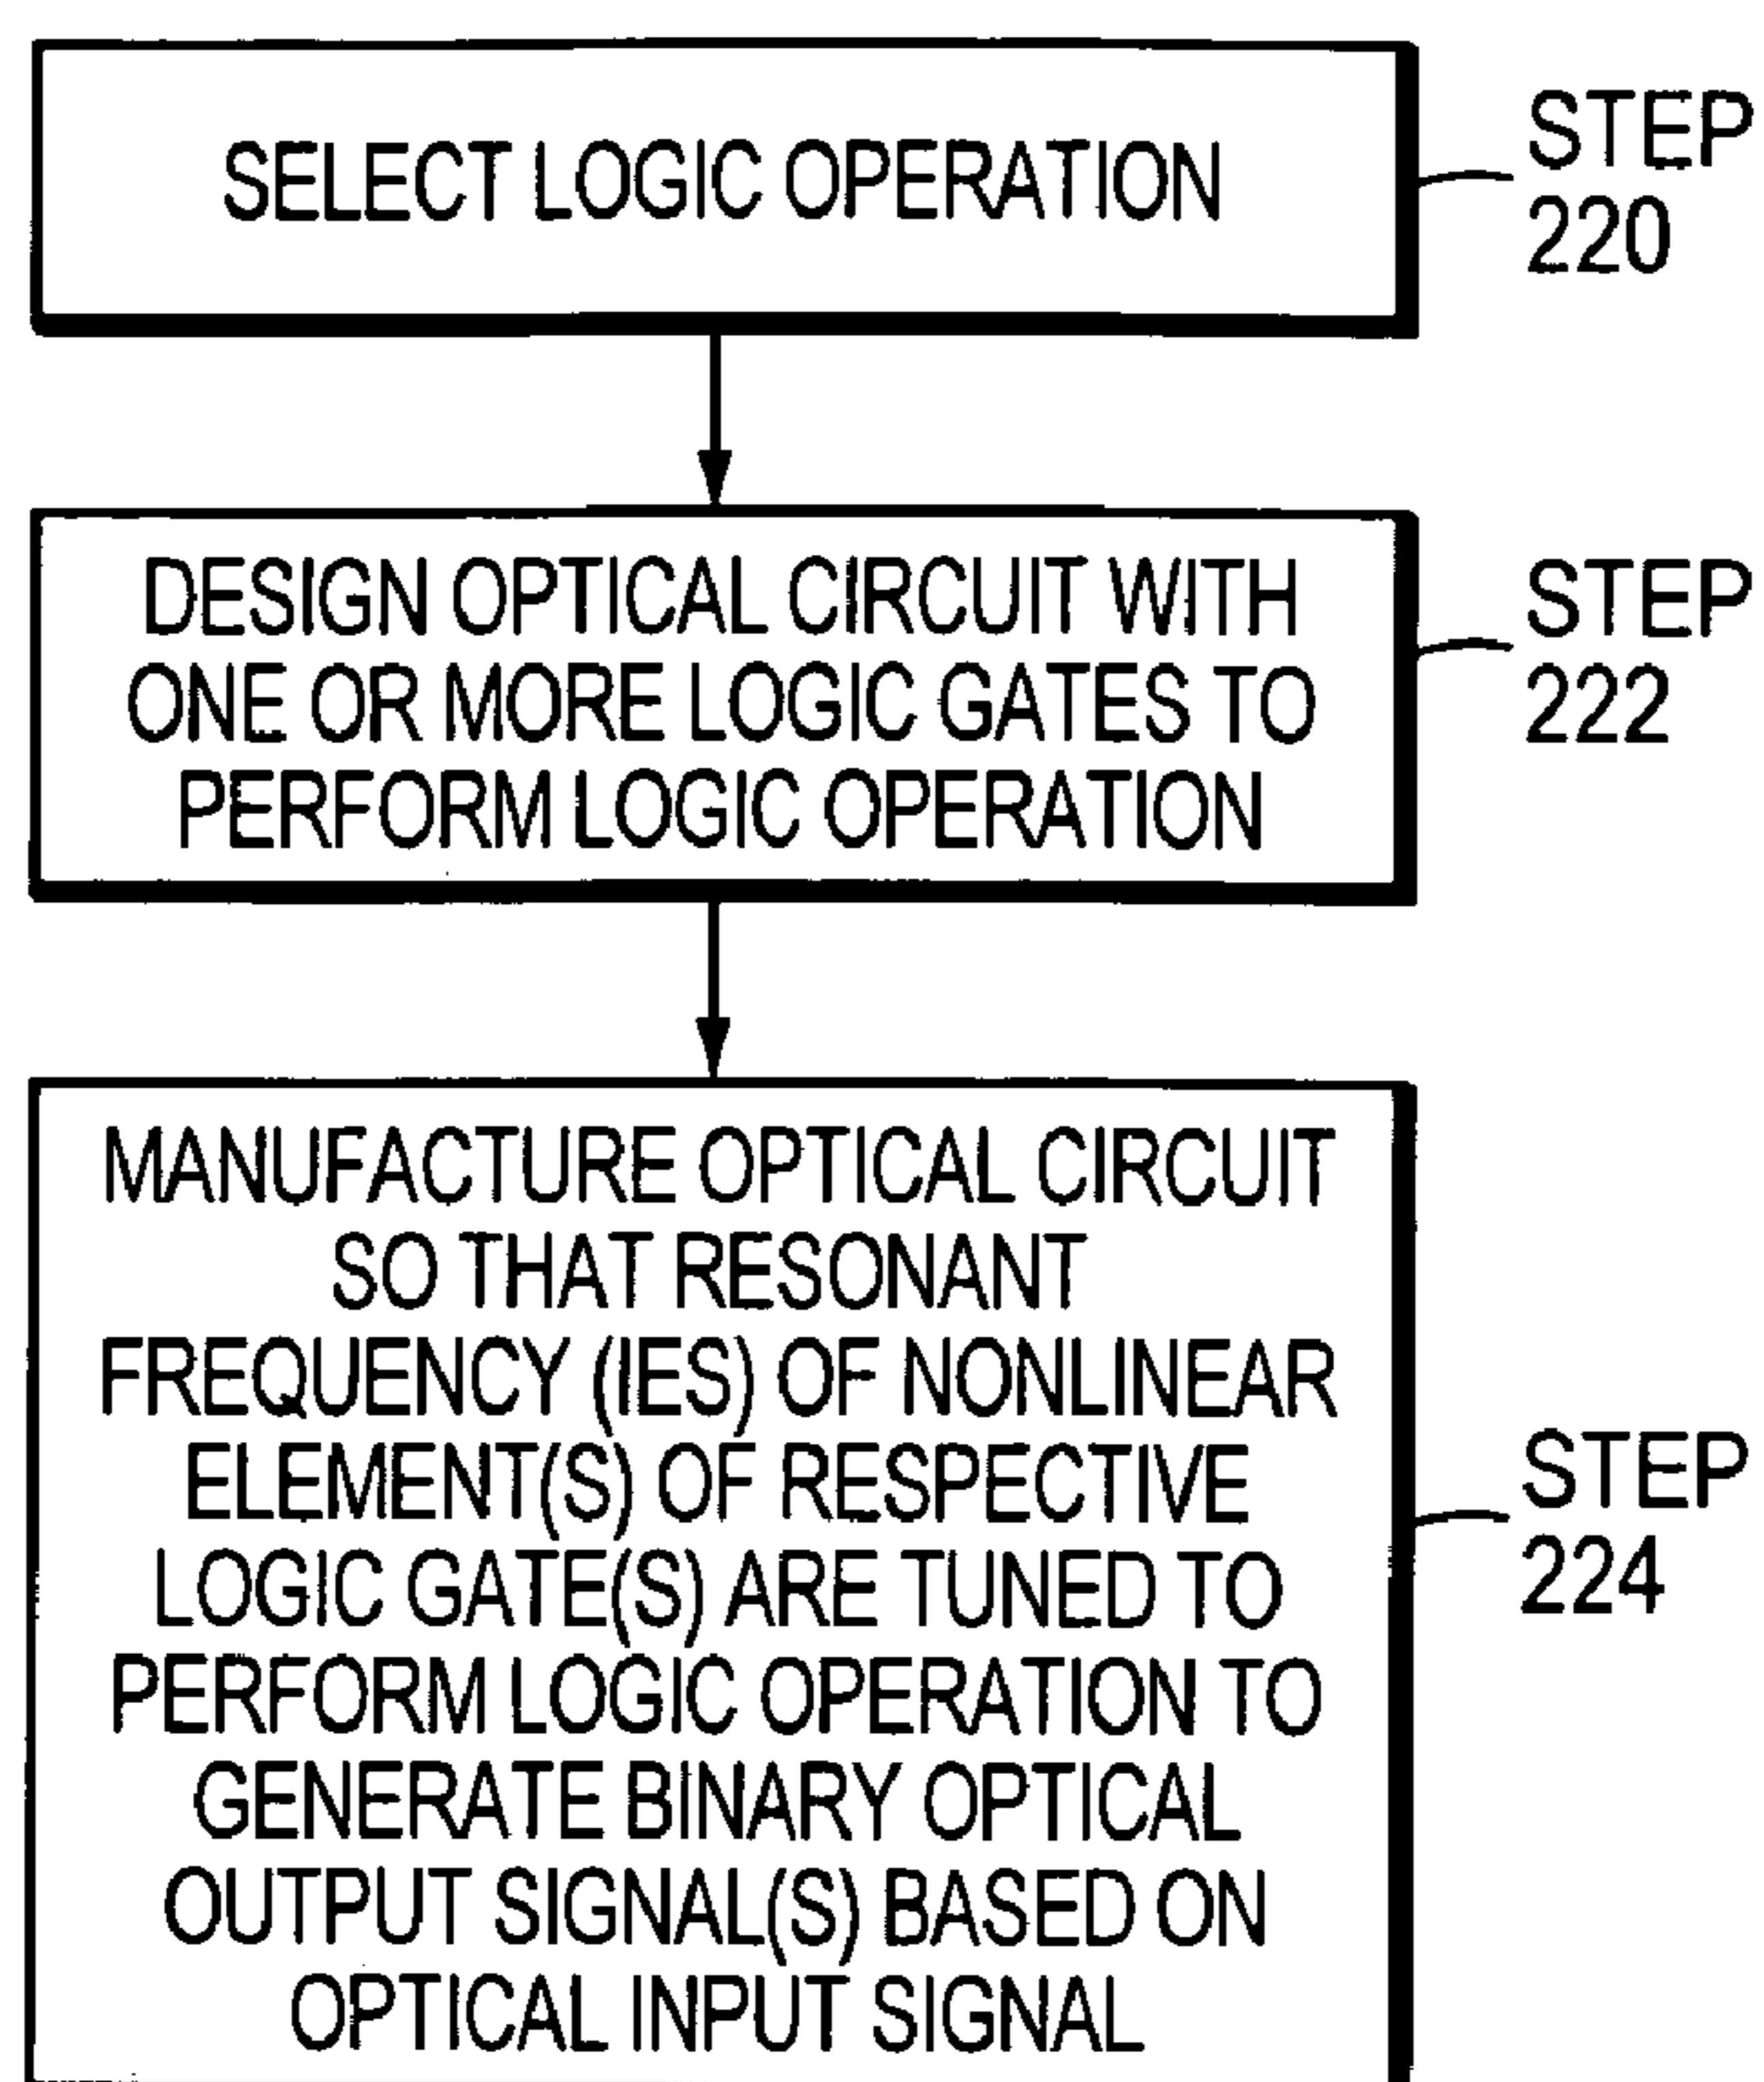 SELECT LOGIC OPERATION
STEP
220
DESIGN OPTICAL CIRCUIT WITH
ONE OR MORE LOGIC GATES TO
PERFORM LOGIC OPERATION
STEP
222
MANUFACTURE OPTICAL CIRCUIT
SO THAT RESONANT
FREQUENCY (IES) OF NONLINEAR
ELEMENT(S) OF RESPECTIVE
LOGIC GATE(S) ARE TUNED TO
PERFORM LOGIC OPERATION TO
GENERATE BINARY OPTICAL
OUTPUT SIGNAL(S) BASED ON
OPTICAL INPUT SIGNAL
STEP
224